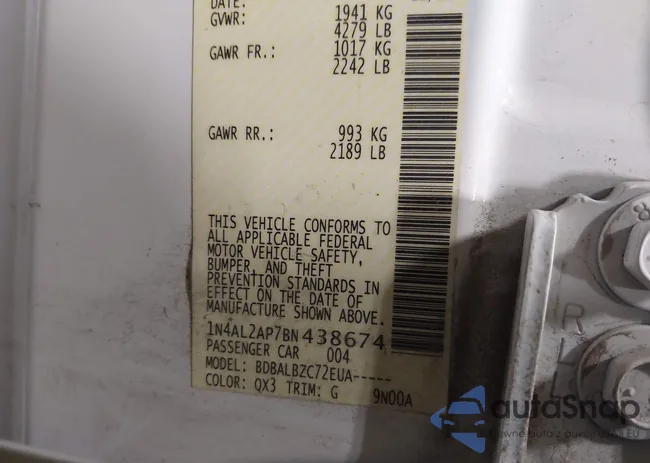 DATE:
GVWR: 1941 KG
4279 LB
GAWR FR.: 1017 KG
2242 LB
GAWR RR.: 993 KG
2189 LB
THIS VEHICLE CONFORMS TO
ALL APPLICABLE FEDERAL
MOTOR VEHICLE SAFETY,
BUMPER, AND THEFT
PREVENTION STANDARDS IN
EFFECT ON THE DATE OF
MANUFACTURE SHOWN ABOVE.
1N4AL2AP7BN438674
PASSENGER CAR 004
MODEL: BDBALBZC72EUA-----
COLOR: QX3 TRIM: G 9N00A
R
autoSnap